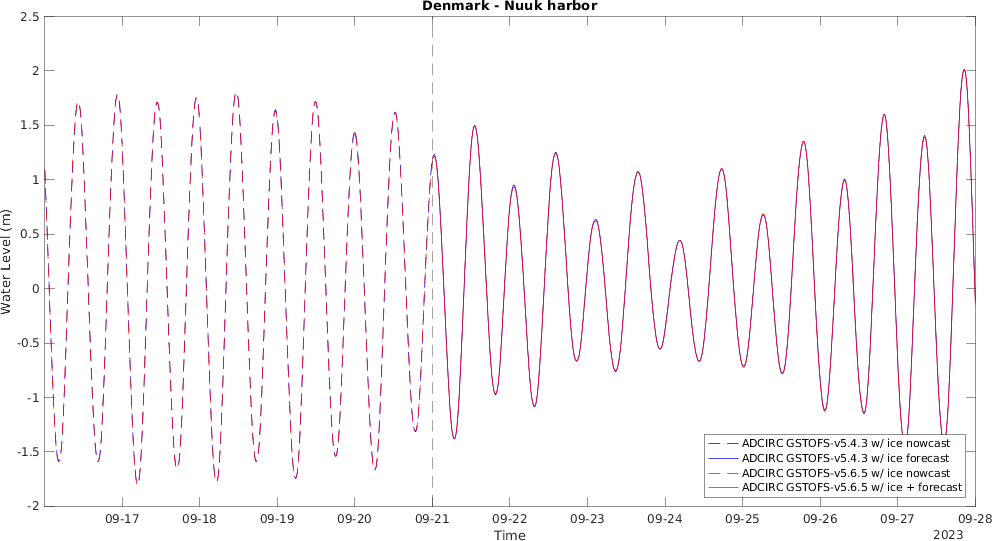 Denmark - Nuuk harbor
2.5
2
1.5
1
0.5
0
-0.5
-1
-1.5
-2
Water Level (m)
09-17 09-18 09-19 09-20 09-21 09-22 09-23 09-24 09-25 09-26 09-27 09-28
Time
2023
ADCIRC GSTOFS-v5.4.3 w/ ice nowcast
ADCIRC GSTOFS-v5.4.3 w/ ice forecast
ADCIRC GSTOFS-v5.6.5 w/ ice nowcast
ADCIRC GSTOFS-v5.6.5 w/ ice + forecast